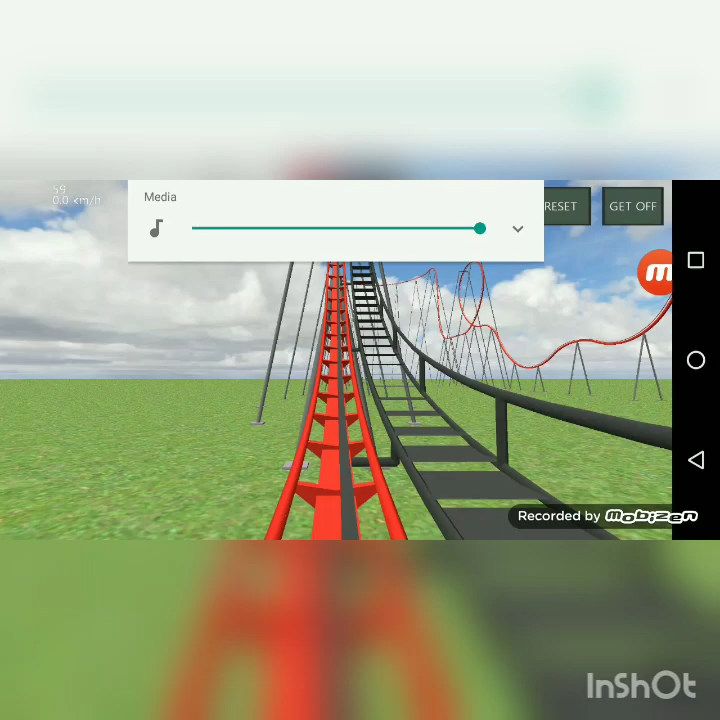 Media
59
0.0 km/h
RESET
GET OFF
m
Recorded by mobizen
InShOt